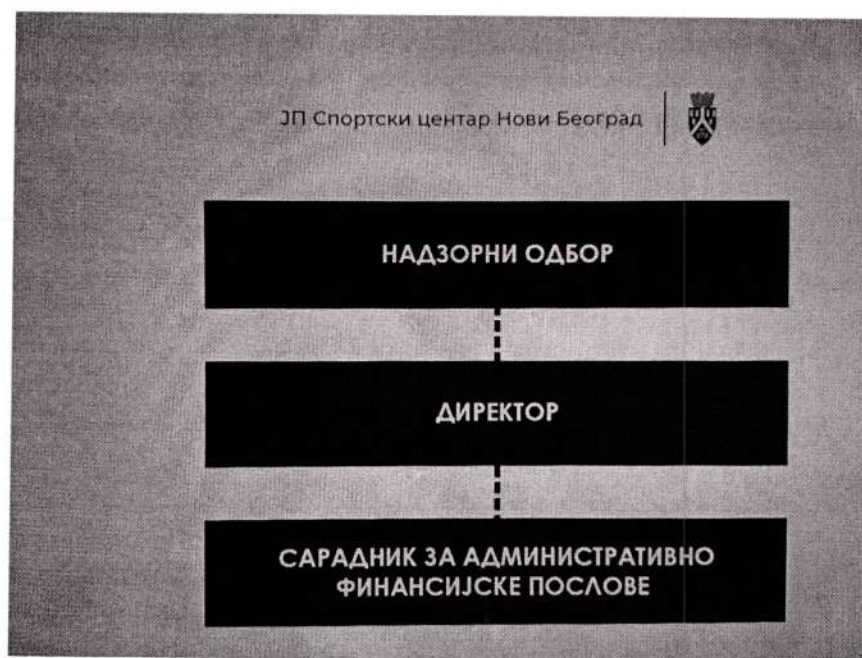 ЈП Спортски центар Нови Београд
НАДЗОРНИ ОДБОР
ДИРЕКТОР
САРАДНИК ЗА АДМИНИСТРАТИВНО
ФИНАНСИЈСКЕ ПОСЛОВЕ